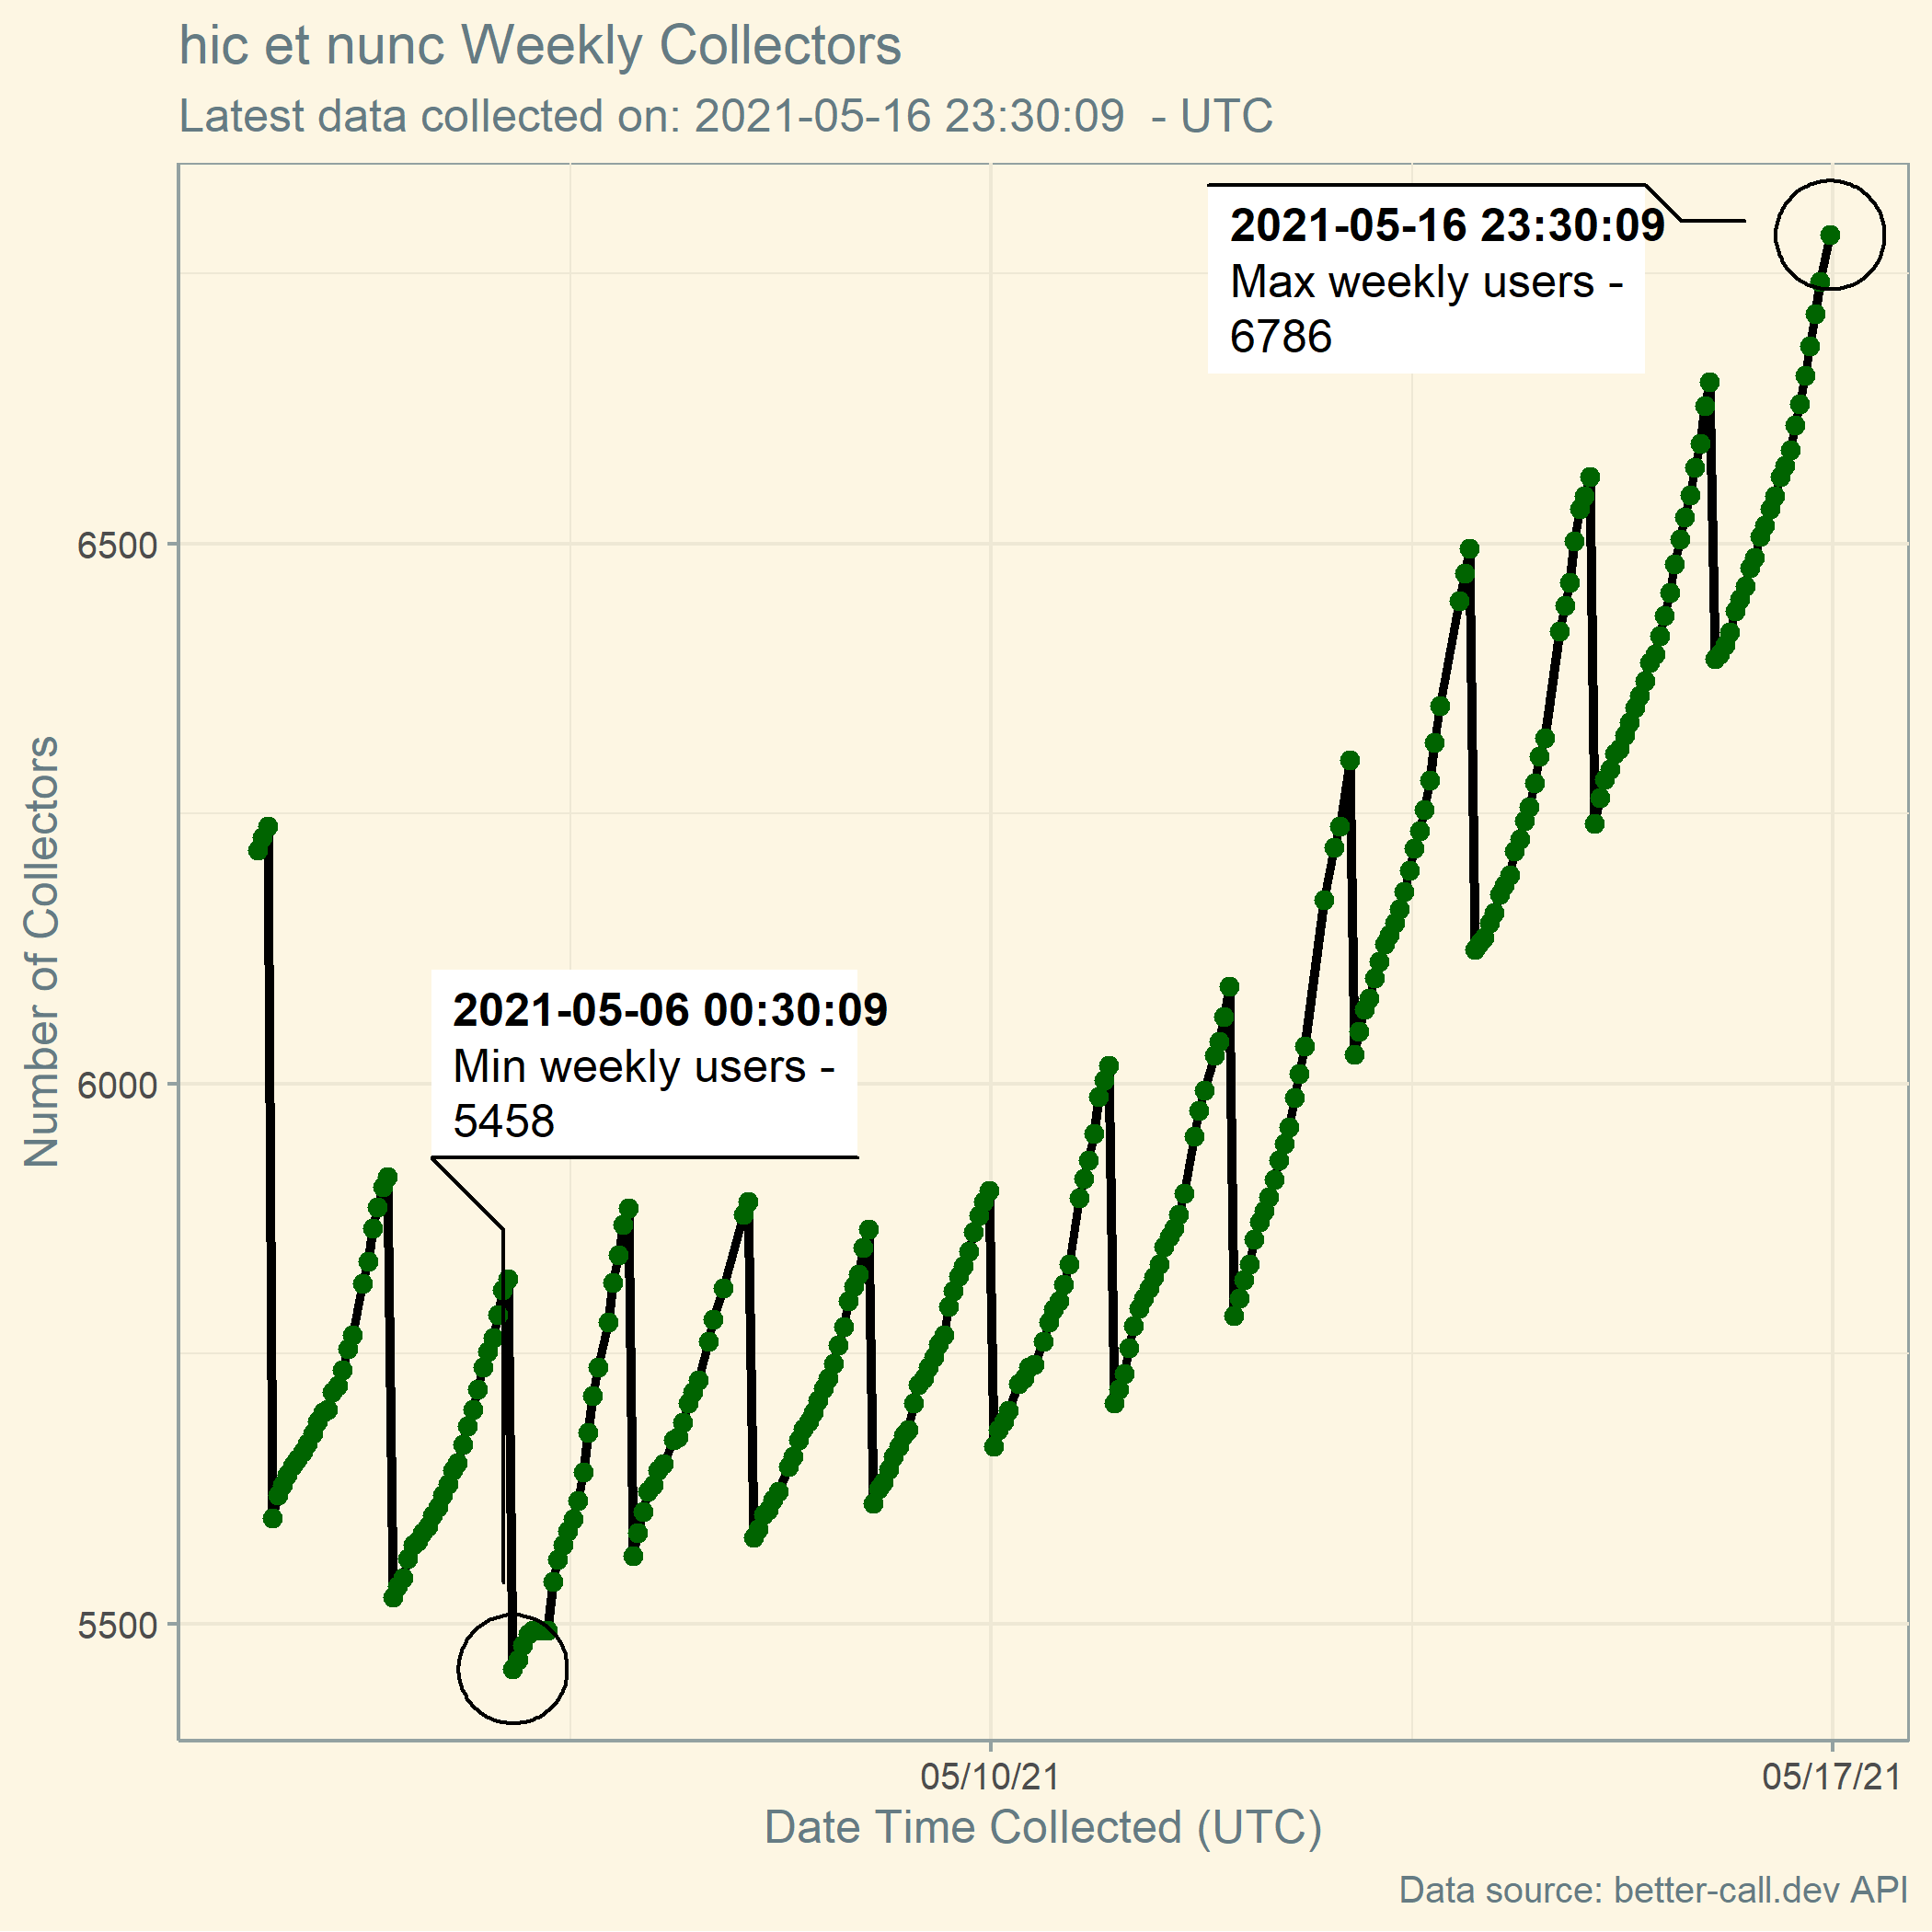 hic et nunc Weekly Collectors
Latest data collected on: 2021-05-16 23:30:09  - UTC
2021-05-16 23:30:09
Max weekly users -
6786
6500
6000
5500
Number of Collectors
2021-05-06 00:30:09
Min weekly users -
5458
05/10/21
05/17/21
Date Time Collected (UTC)
Data source: better-call.dev API